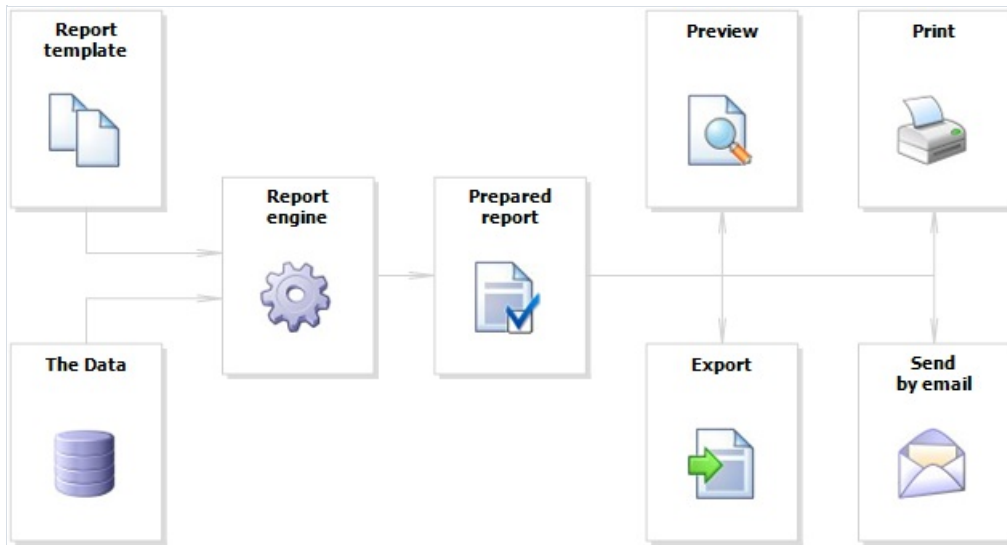 Report
template
Preview
Print
Report
engine
Prepared
report
The Data
Export
Send
by email